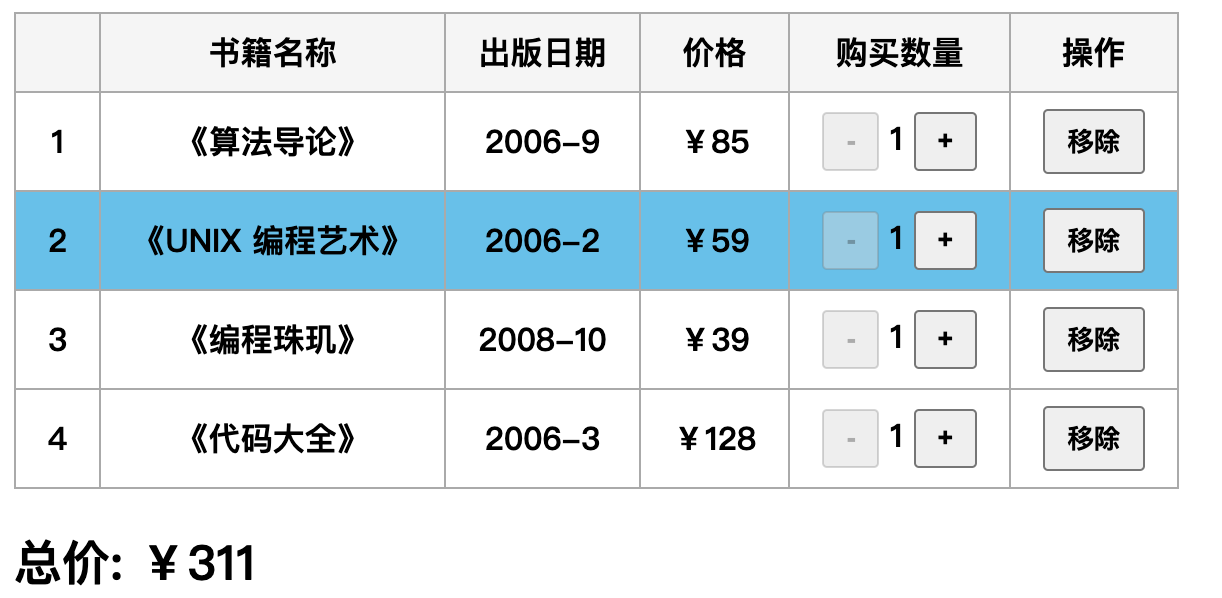 书籍名称 出版日期 价格 购买数量 操作
1 《算法导论》 2006-9 ¥85 - 1 + 移除
2 《UNIX 编程艺术》 2006-2 ¥59 - 1 + 移除
3 《编程珠玑》 2008-10 ¥39 - 1 + 移除
4 《代码大全》 2006-3 ¥128 - 1 + 移除
总价: ¥311